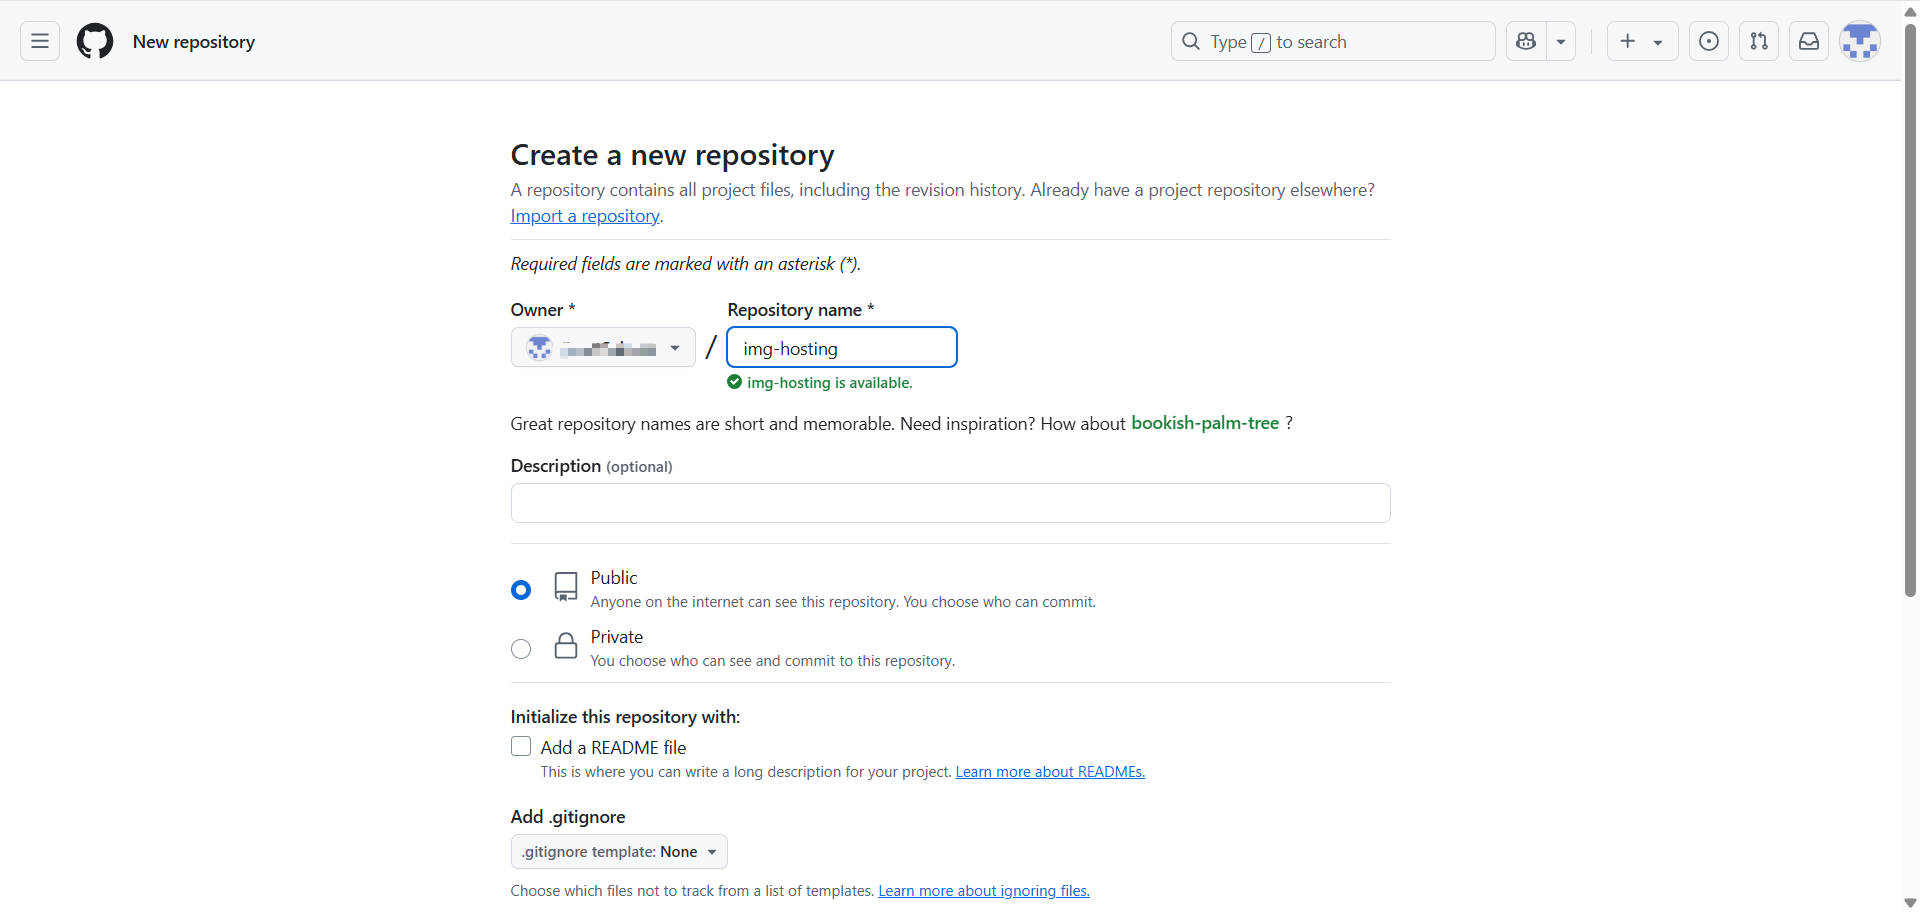 New repository
Type / to search
Create a new repository
A repository contains all project files, including the revision history. Already have a project repository elsewhere?
Import a repository.
Required fields are marked with an asterisk (*).
Owner *
Repository name *
/
img-hosting
img-hosting is available.
Great repository names are short and memorable. Need inspiration? How about bookish-palm-tree ?
Description (optional)
Public
Anyone on the internet can see this repository. You choose who can commit.
Private
You choose who can see and commit to this repository.
Initialize this repository with:
Add a README file
This is where you can write a long description for your project. Learn more about READMEs.
Add .gitignore
.gitignore template: None
Choose which files not to track from a list of templates. Learn more about ignoring files.